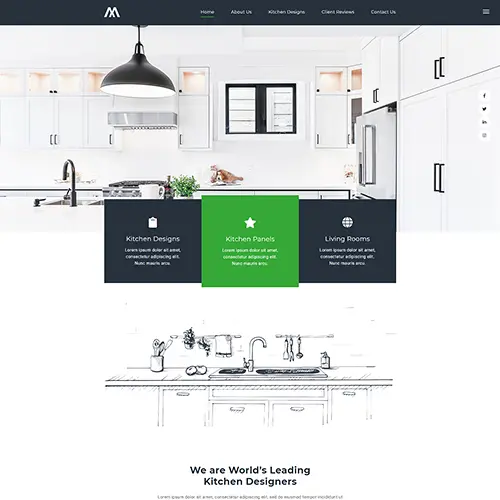 Home
About Us
Kitchen Designs
Client Reviews
Contact Us
Kitchen Designs
Lorem ipsum dolor sit amet,
consectetur adipiscing elit.
Nunc mauris arcu.
Kitchen Panels
Lorem ipsum dolor sit amet,
consectetur adipiscing elit.
Nunc mauris arcu.
Living Rooms
Lorem ipsum dolor sit amet,
consectetur adipiscing elit.
Nunc mauris arcu.
We are World's Leading
Kitchen Designers
Lorem ipsum dolor sit amet, consectetur adipiscing elit, sed do eiusmod tempor incididunt ut